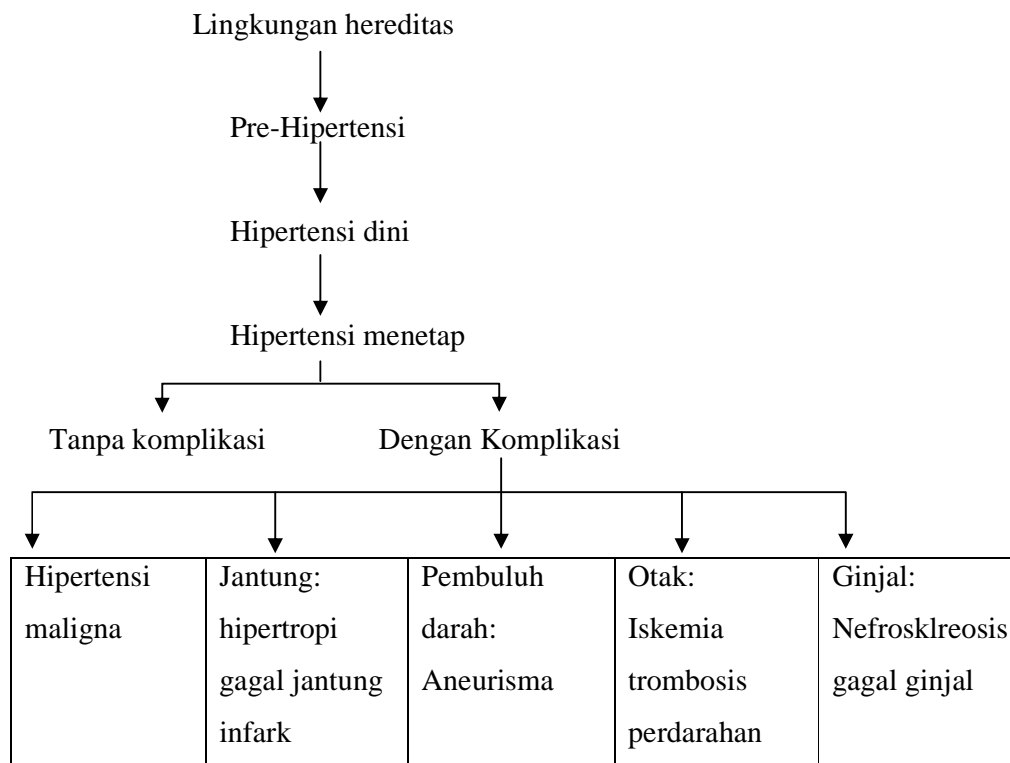 Lingkungan hereditas
Pre-Hipertensi
Hipertensi dini
Hipertensi menetap
Tanpa komplikasi
Dengan Komplikasi
Hipertensi
maligna
Jantung:
hipertropi
gagal jantung
infark
Pembuluh
darah:
Aneurisma
Otak:
Iskemia
trombosis
perdarahan
Ginjal:
Nefrosklreosis
gagal ginjal